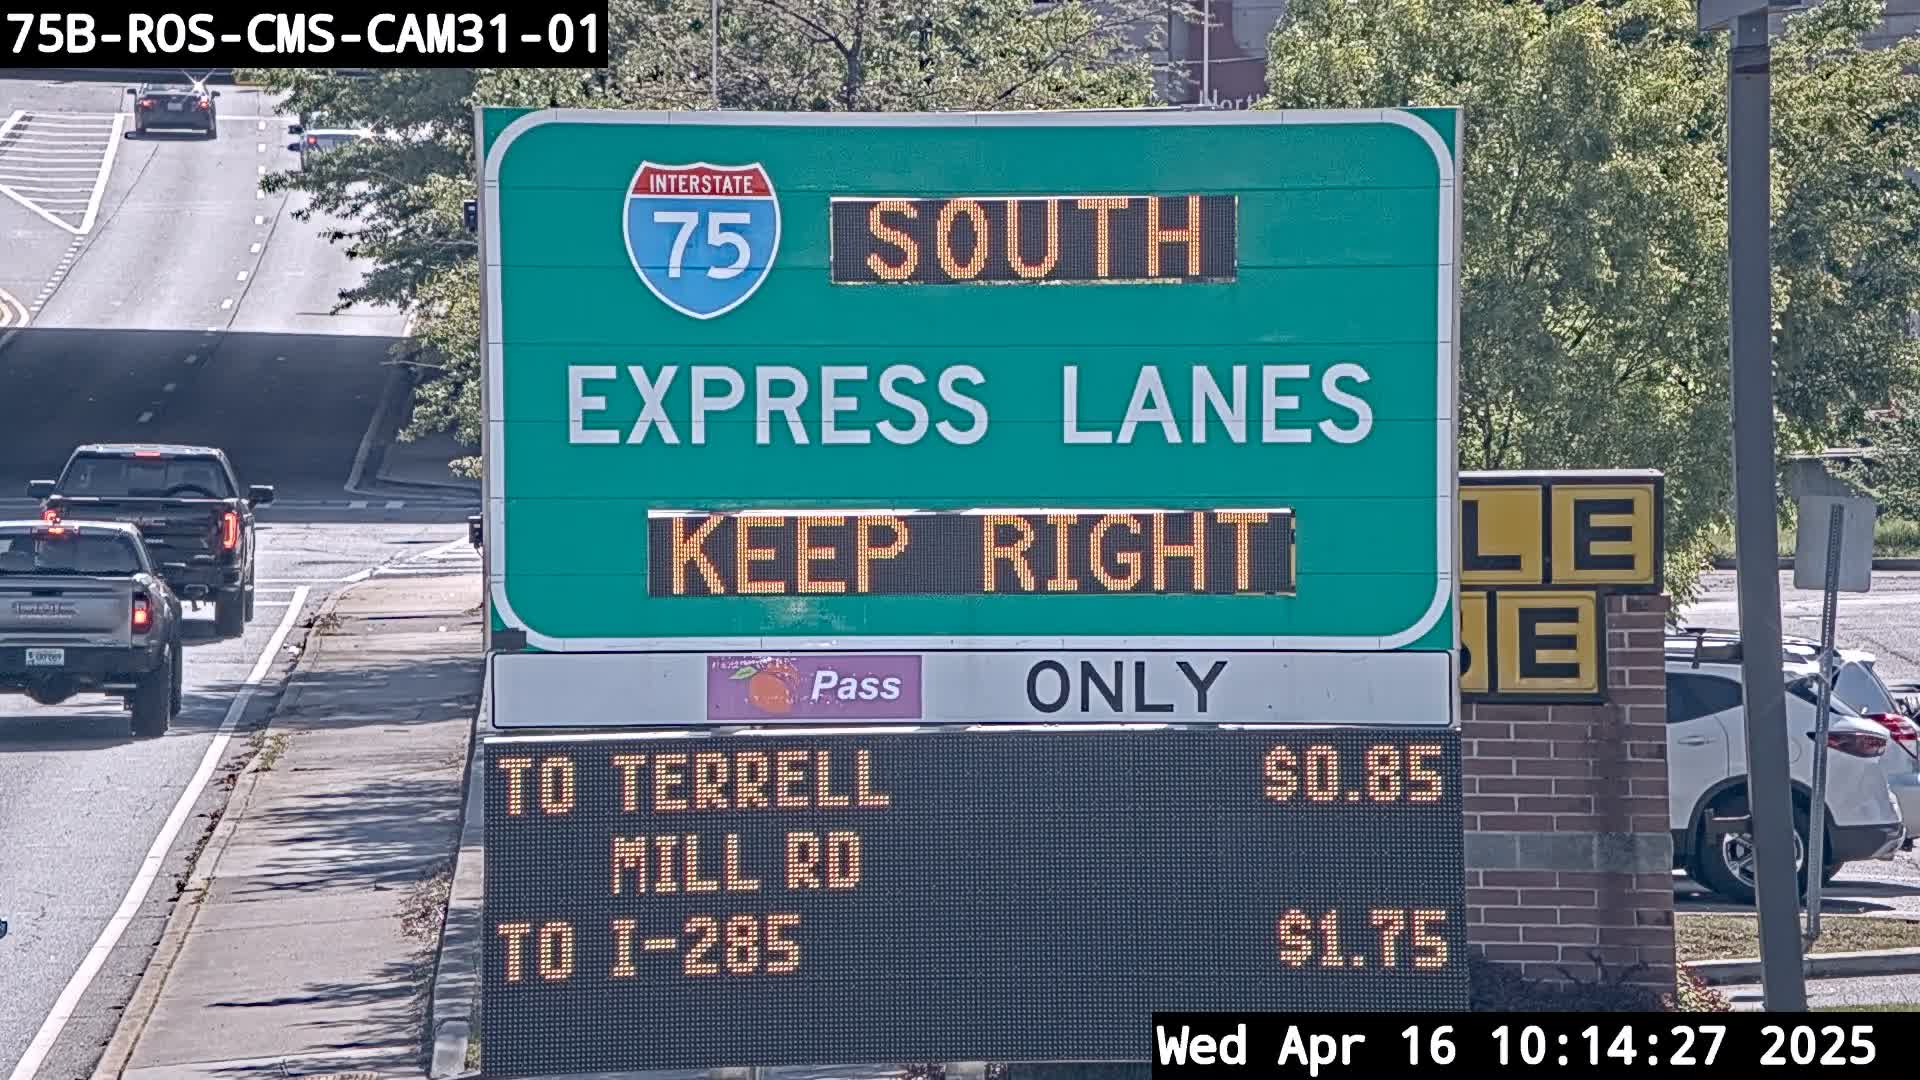 75B-ROS-CMS-CAM31-01
INTERSTATE
75
SOUTH
EXPRESS LANES
KEEP RIGHT
Pass ONLY
TO TERRELL $0.85
MILL RD
TO I-285 $1.75
LE
E
GMC
Wed Apr 16 10:14:27 2025